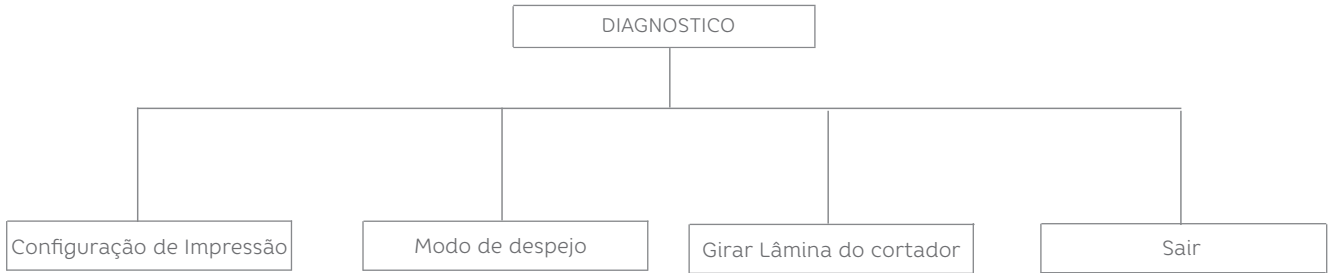 DIAGNOSTICO
Configuração de Impressão
Modo de despejo
Girar Lâmina do cortador
Sair